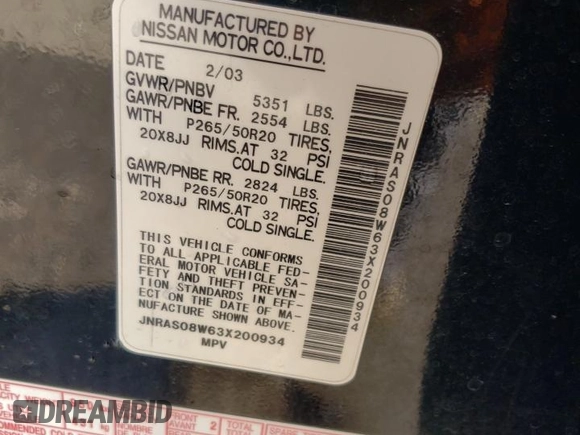 MANUFACTURED BY
NISSAN MOTOR CO.,LTD.
DATE 2/03
GVWR/PNBV 5351 LBS.
GAWR/PNBE FR. 2554 LBS.
WITH P265/50R20 TIRES,
20X8JJ RIMS.AT 32 PSI
COLD SINGLE.
GAWR/PNBE RR. 2824 LBS.
WITH P265/50R20 TIRES,
20X8JJ RIMS.AT 32 PSI
COLD SINGLE.
THIS VEHICLE CONFORMS
TO ALL APPLICABLE FED-
ERAL MOTOR VEHICLE SA-
FETY AND THEFT PREVEN-
TION STANDARDS IN EFF-
ECT ON THE DATE OF MA-
NUFACTURE SHOWN ABOVE.
JNRAS08W63X200934
MPV
JNRAS08W63X200934
DREAMBID
2
TOTAL
TOTAL